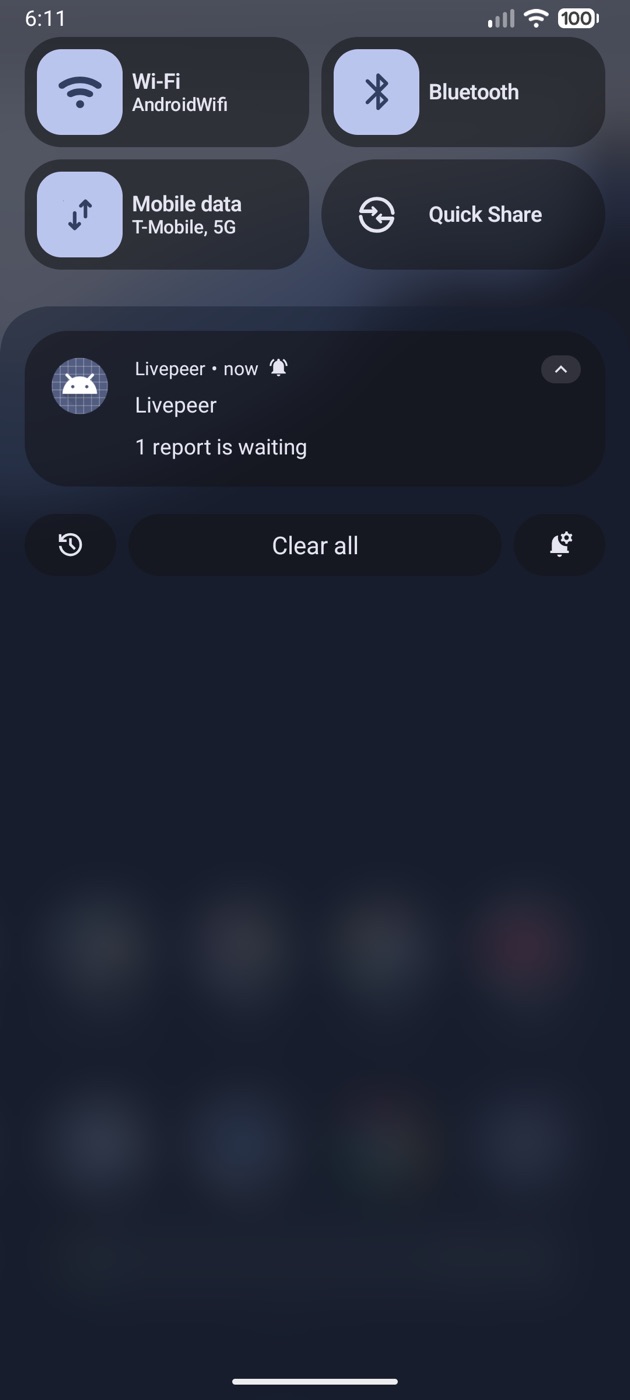 6:11
100
Wi-Fi
AndroidWifi
Bluetooth
Mobile data
T-Mobile, 5G
Quick Share
Livepeer • now
Livepeer
1 report is waiting
Clear all